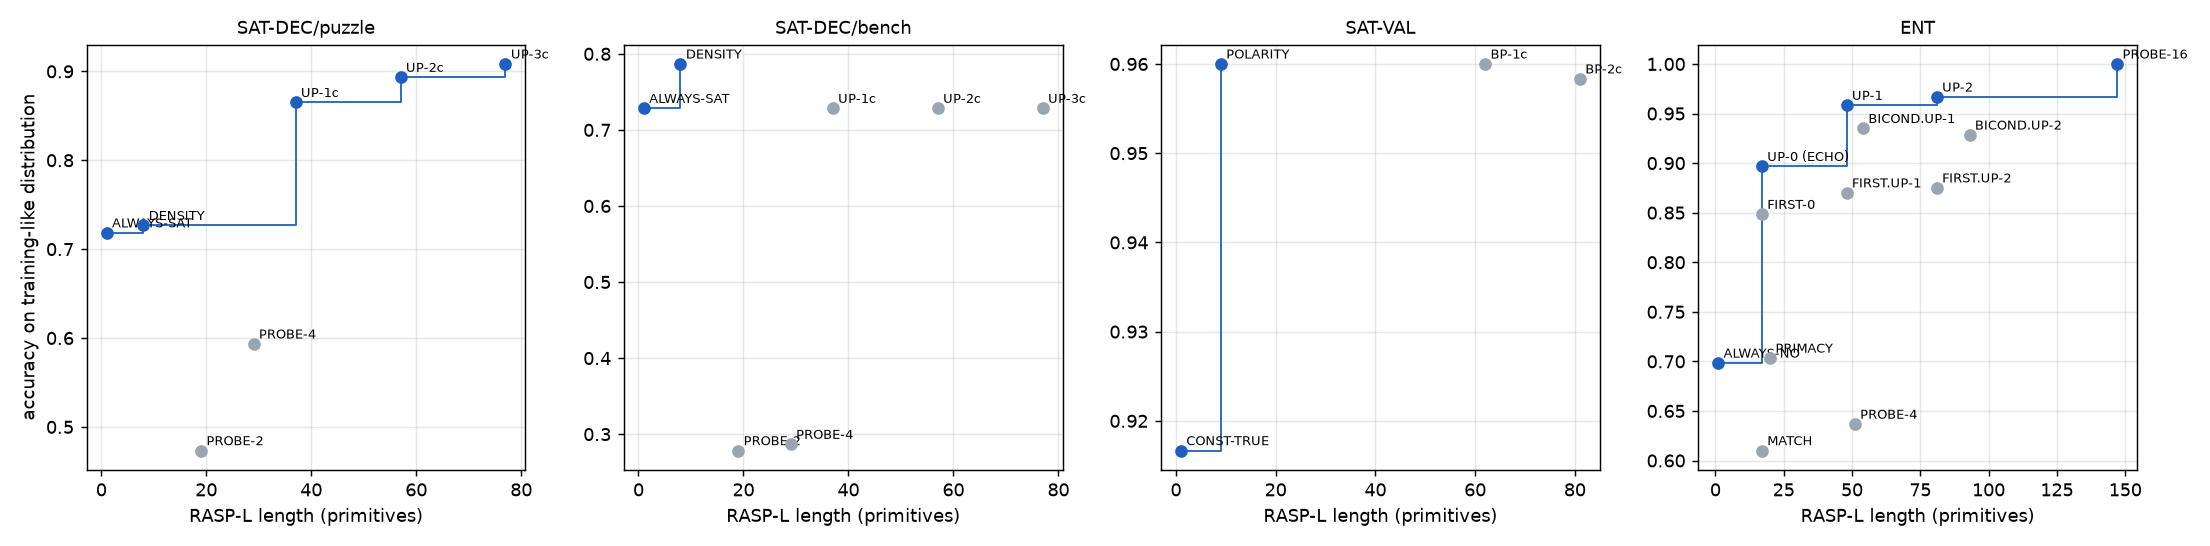 SAT-DEC/puzzle
accuracy on training-like distribution
0.9
0.8
0.7
0.6
0.5
UP-3c
UP-2c
UP-1c
DENSITY
ALWAYS-SAT
PROBE-4
PROBE-2
0
20
40
60
80
RASP-L length (primitives)
SAT-DEC/bench
0.8
0.7
0.6
0.5
0.4
0.3
DENSITY
ALWAYS-SAT
UP-1c
UP-2c
UP-3c
PROBE-2
PROBE-4
0
20
40
60
80
RASP-L length (primitives)
SAT-VAL
0.96
0.95
0.94
0.93
0.92
POLARITY
BP-1c
BP-2c
CONST-TRUE
0
20
40
60
80
RASP-L length (primitives)
ENT
1.00
0.95
0.90
0.85
0.80
0.75
0.70
0.65
0.60
PROBE-16
UP-2
UP-1
BICOND.UP-1
BICOND.UP-2
UP-0 (ECHO)
FIRST.UP-1
FIRST.UP-2
FIRST-0
ALWAYS-NO
PRIMACY
PROBE-4
MATCH
0
25
50
75
100
125
150
RASP-L length (primitives)